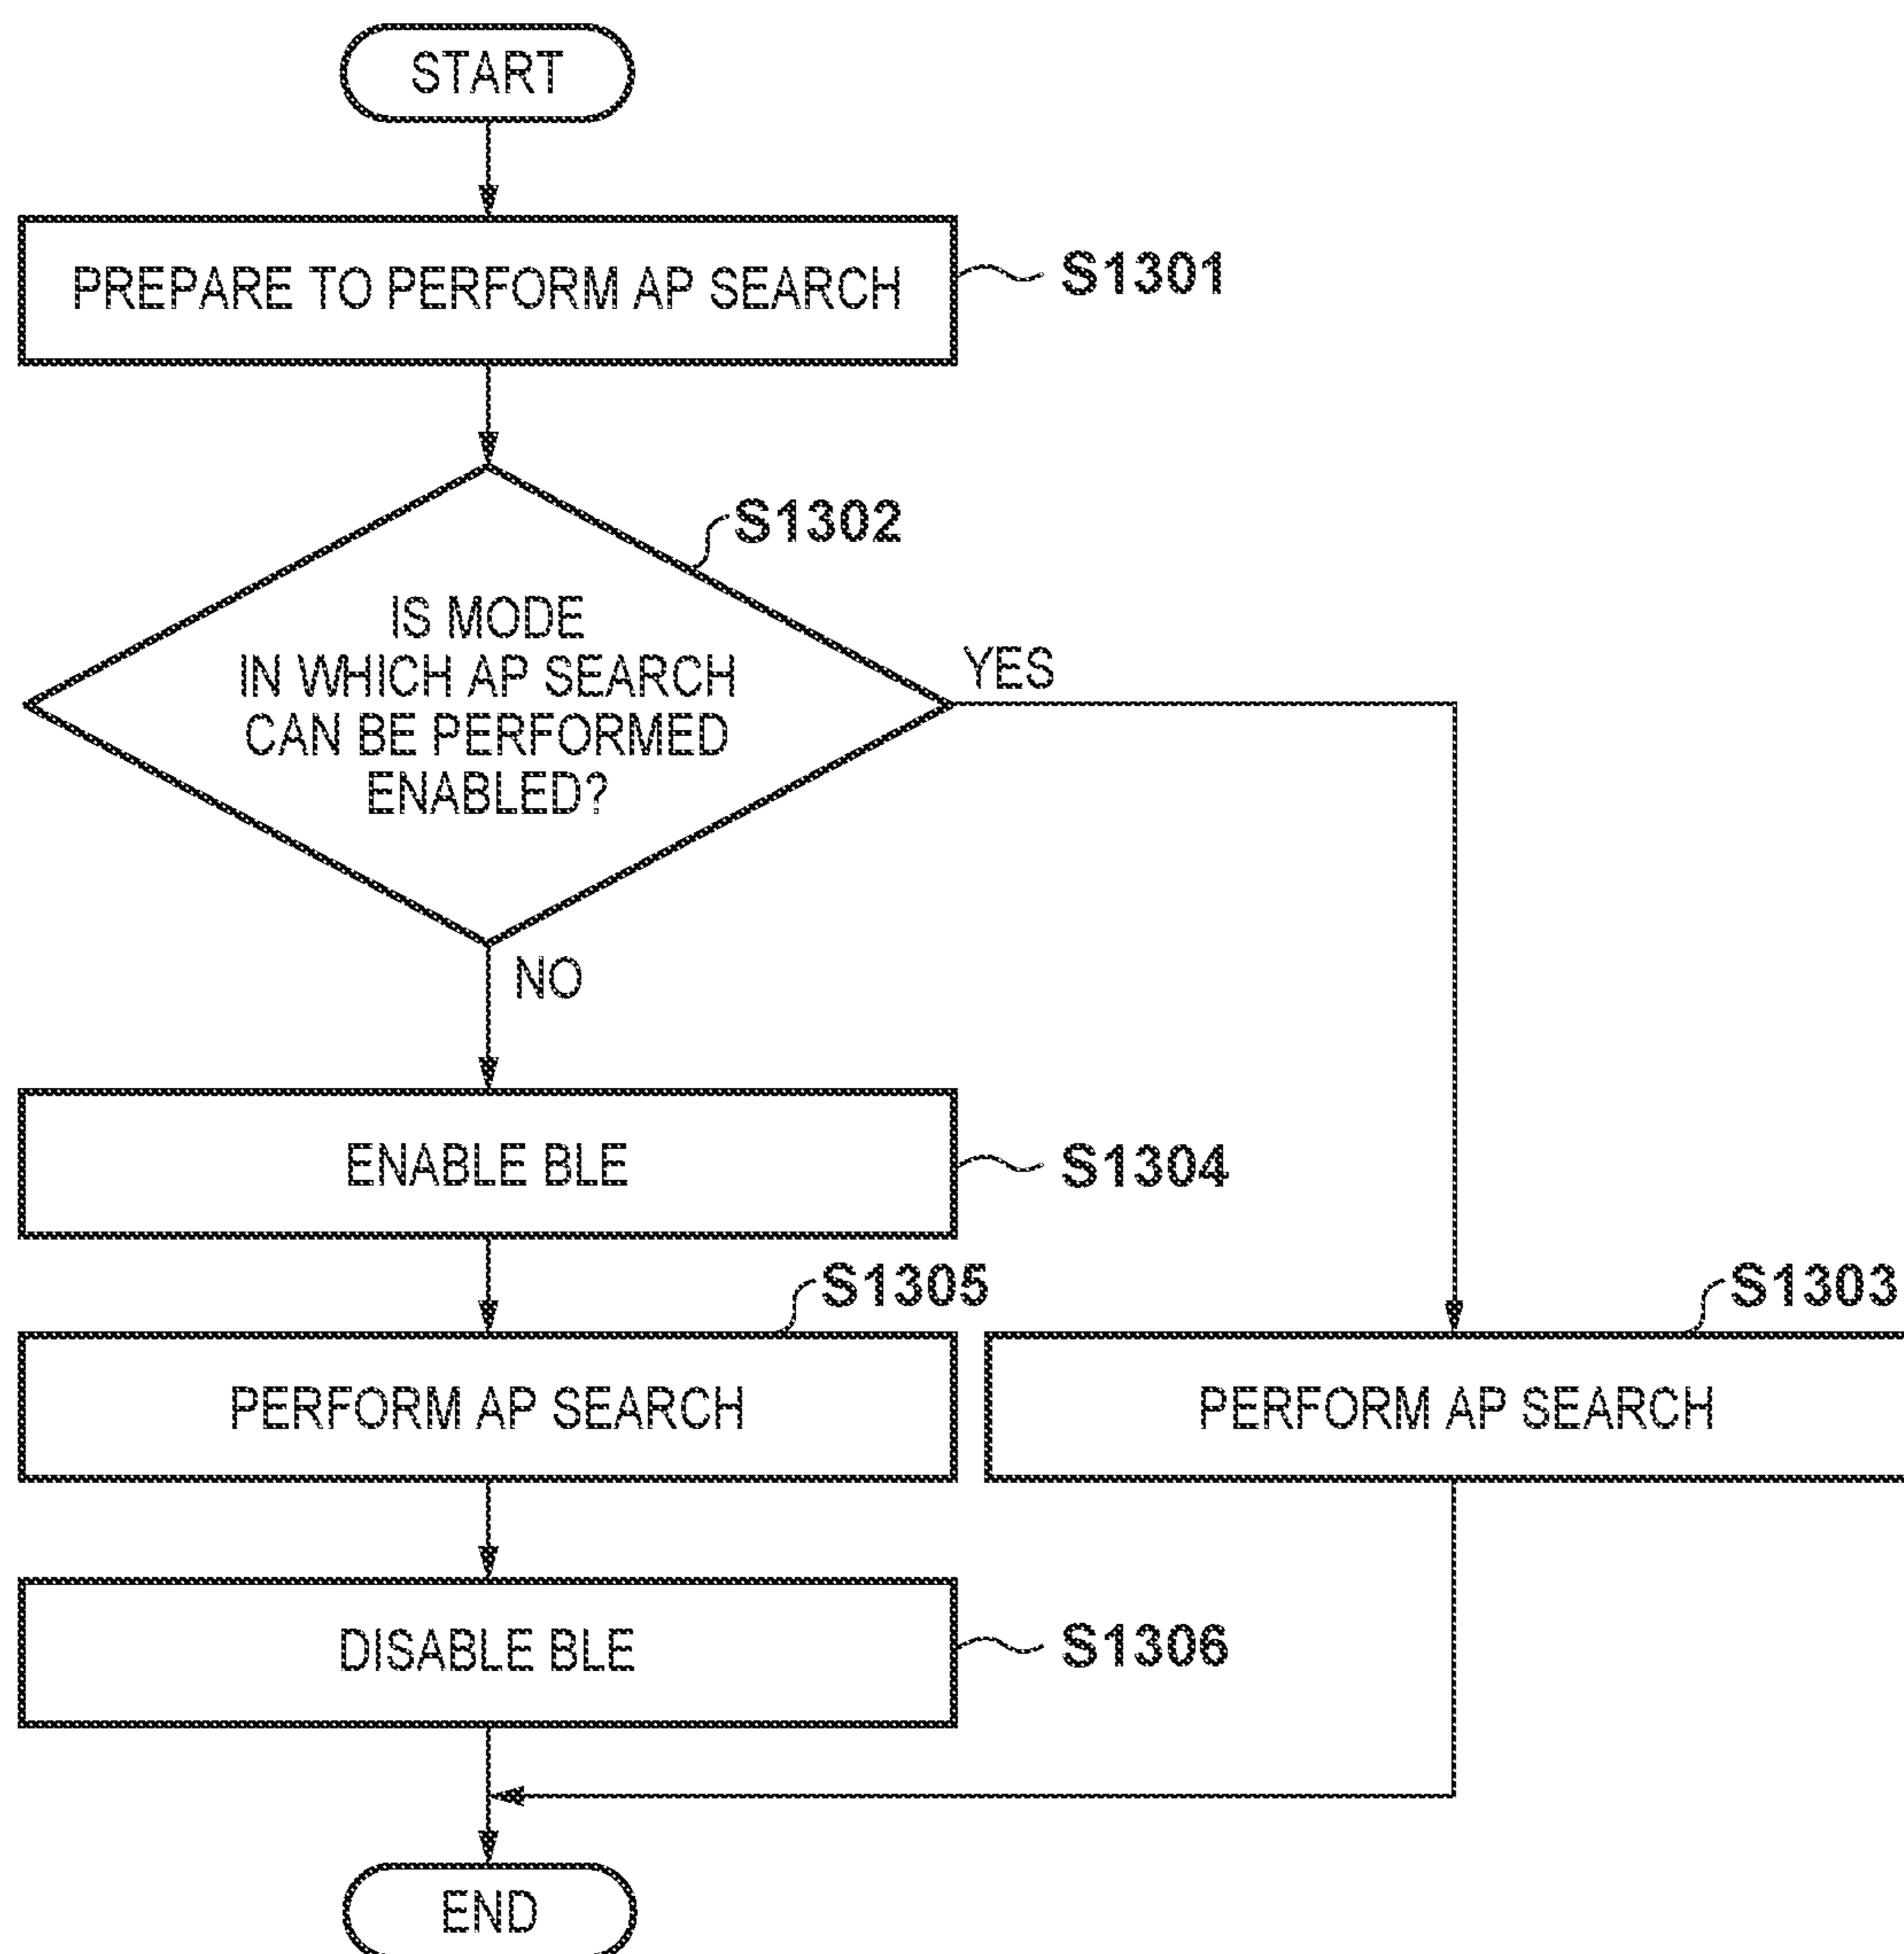 START
PREPARE TO PERFORM AP SEARCH
S1301
S1302
IS MODE
IN WHICH AP SEARCH
CAN BE PERFORMED
ENABLED?
YES
NO
ENABLE BLE
S1304
S1305
S1303
PERFORM AP SEARCH
PERFORM AP SEARCH
DISABLE BLE
S1306
END